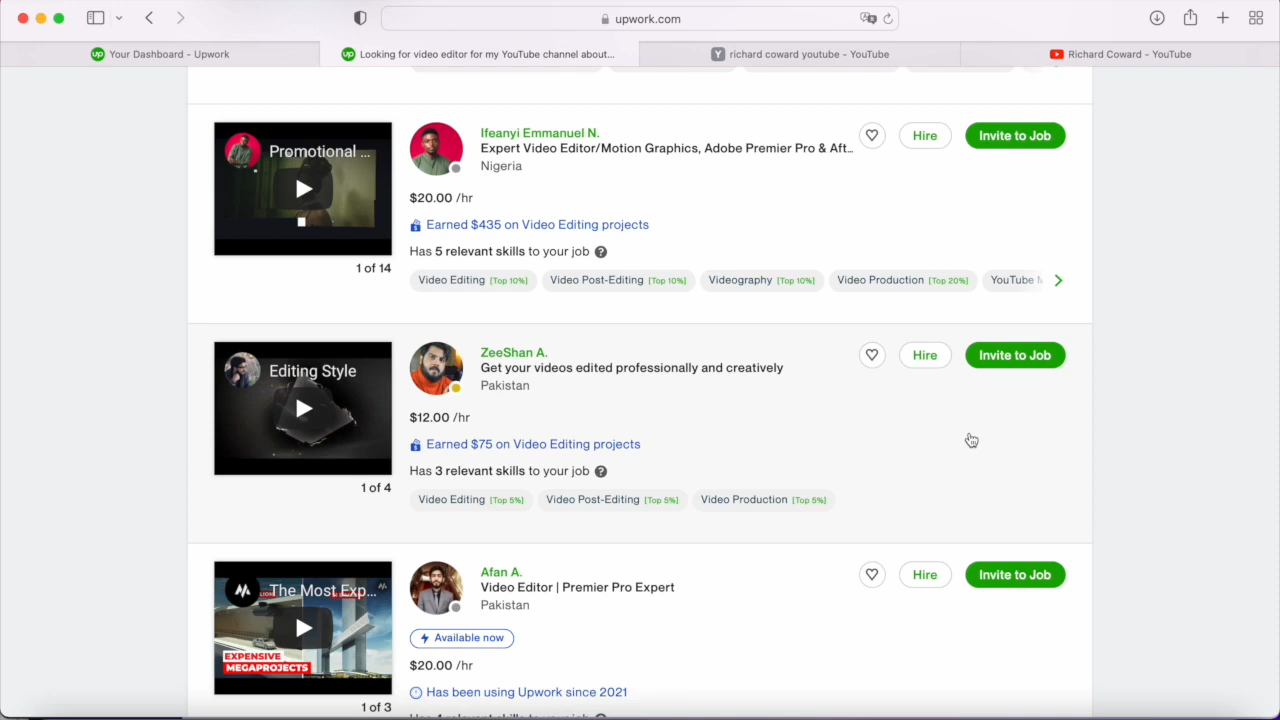 upwork.com
Your Dashboard - Upwork
Looking for video editor for my YouTube channel about...
richard coward youtube - YouTube
Richard Coward - YouTube
Promotional ...
1 of 14
Ifeanyi Emmanuel N.
Expert Video Editor/Motion Graphics, Adobe Premier Pro & Aft...
Nigeria
Hire
Invite to Job
$20.00 /hr
Earned $435 on Video Editing projects
Has 5 relevant skills to your job
Video Editing [Top 10%]
Video Post-Editing [Top 10%]
Videography [Top 10%]
Video Production [Top 20%]
YouTube
Editing Style
1 of 4
ZeeShan A.
Get your videos edited professionally and creatively
Pakistan
Hire
Invite to Job
$12.00 /hr
Earned $75 on Video Editing projects
Has 3 relevant skills to your job
Video Editing [Top 5%]
Video Post-Editing [Top 5%]
Video Production [Top 5%]
The Most Exp...
EXPENSIVE
MEGAPROJECTS
1 of 3
Afan A.
Video Editor | Premier Pro Expert
Pakistan
Hire
Invite to Job
Available now
$20.00 /hr
Has been using Upwork since 2021